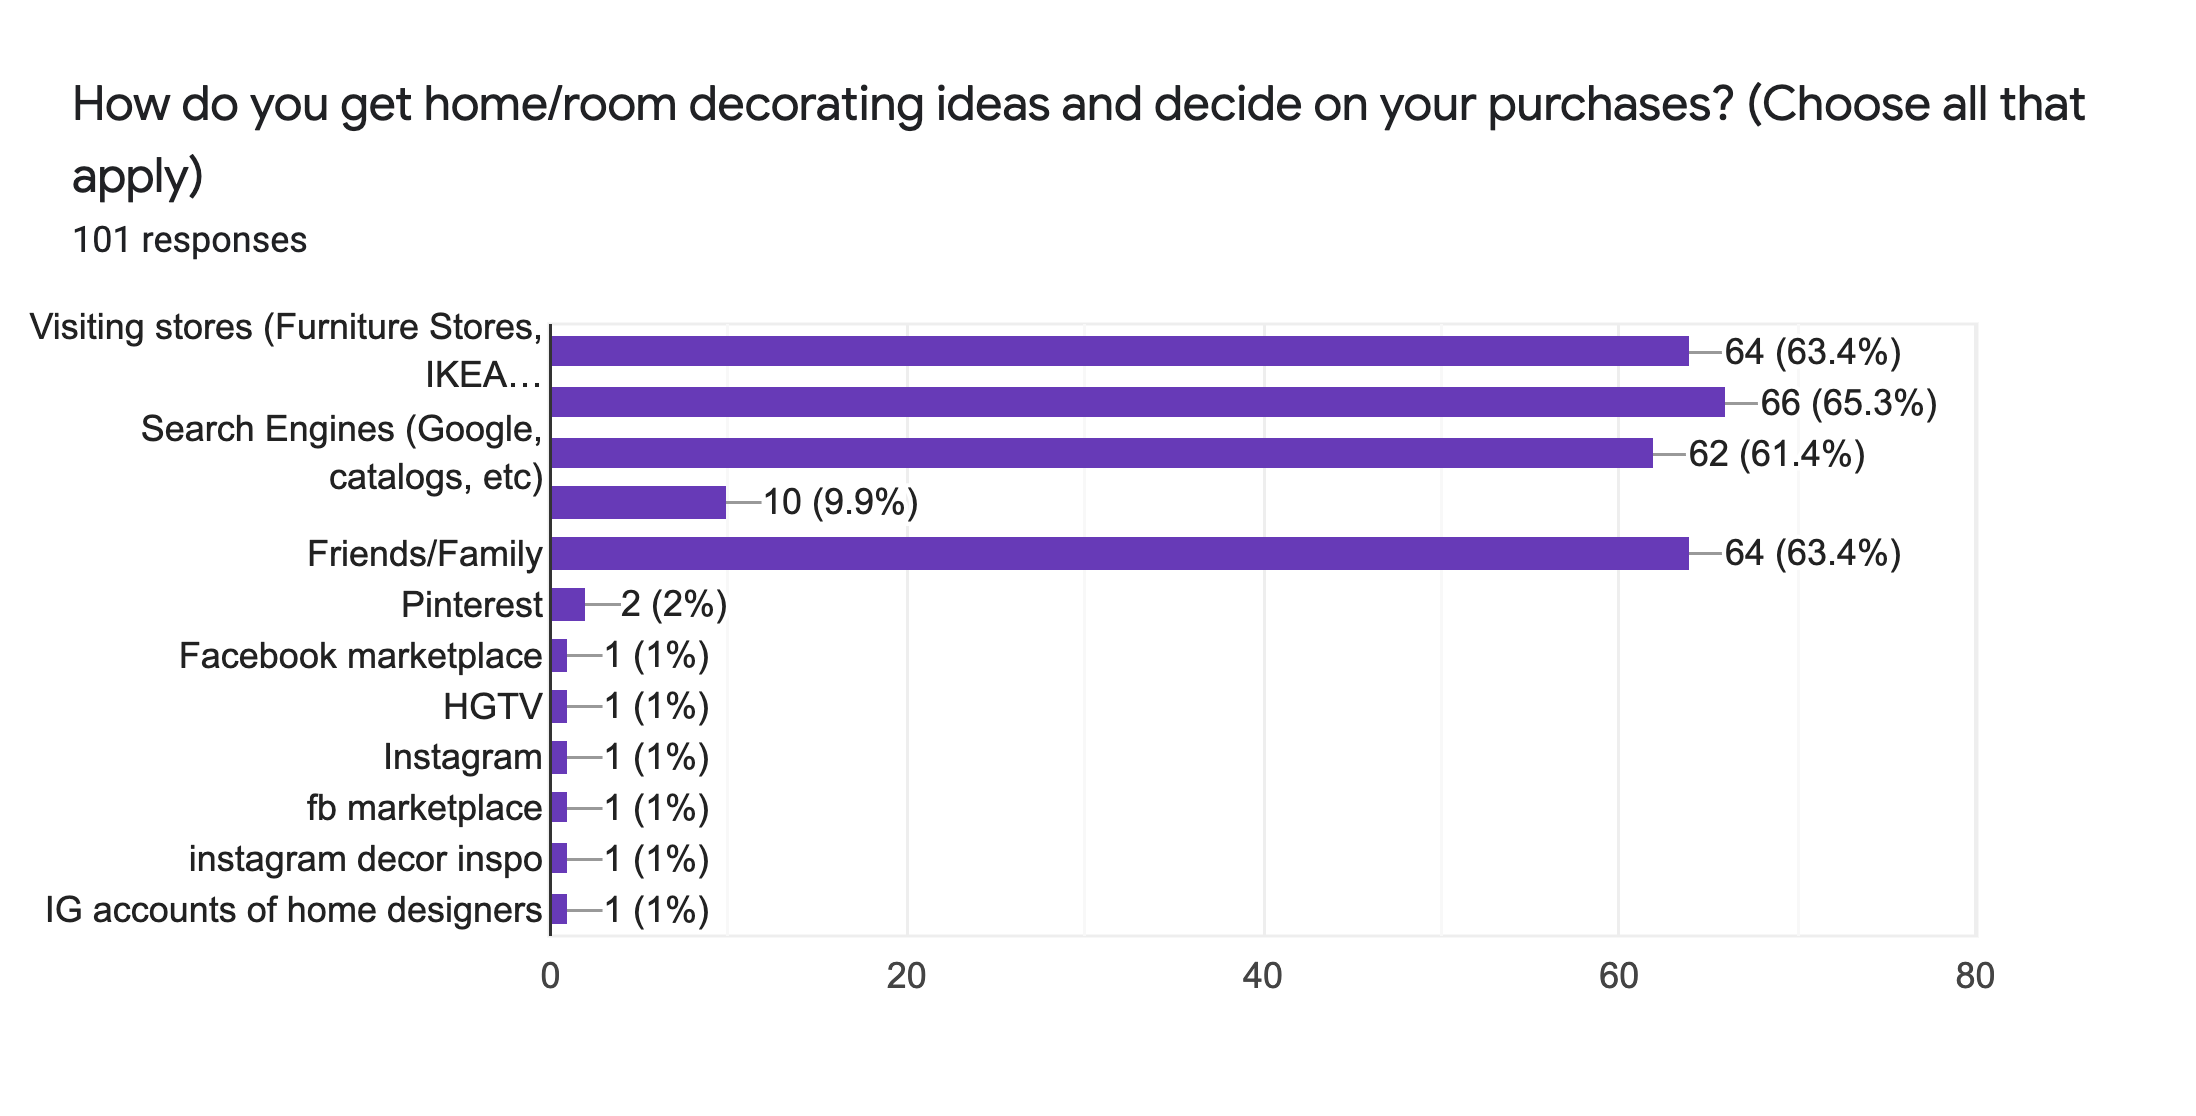 How do you get home/room decorating ideas and decide on your purchases? (Choose all that
apply)
101 responses
Visiting stores (Furniture Stores,
IKEA…
64 (63.4%)
66 (65.3%)
Search Engines (Google,
catalogs, etc)
62 (61.4%)
10 (9.9%)
Friends/Family
64 (63.4%)
Pinterest
2 (2%)
Facebook marketplace
1 (1%)
HGTV
1 (1%)
Instagram
1 (1%)
fb marketplace
1 (1%)
instagram decor inspo
1 (1%)
IG accounts of home designers
1 (1%)
0
20
40
60
80